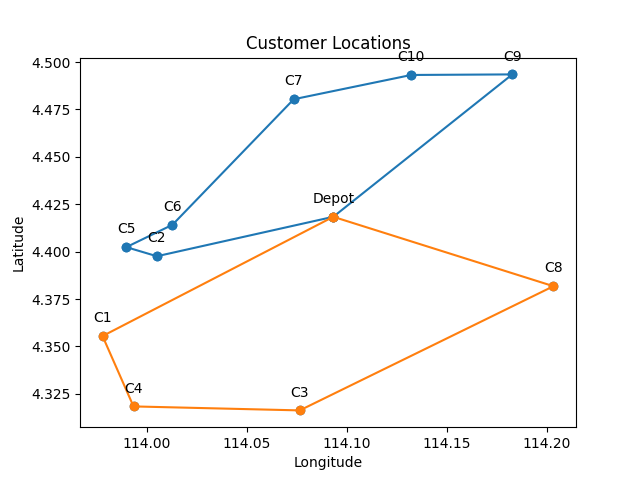 Customer Locations
C10
C9
C7
C6
Depot
C5
C2
C8
C1
C4
C3
4.500
4.475
4.450
4.425
4.400
4.375
4.350
4.325
Latitude
114.00 114.05 114.10 114.15 114.20
Longitude